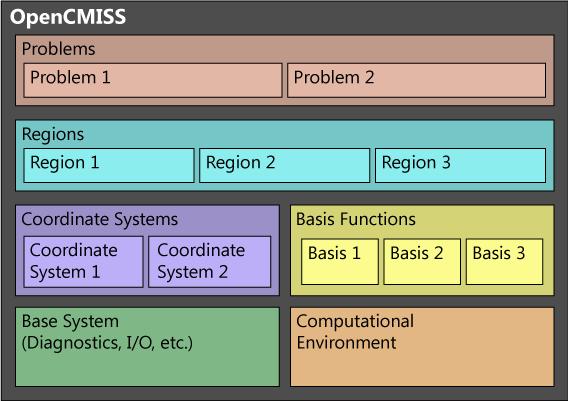 OpenCMISS
Problems
Problem 1
Problem 2
Regions
Region 1
Region 2
Region 3
Coordinate Systems
Coordinate
System 1
Coordinate
System 2
Basis Functions
Basis 1
Basis 2
Basis 3
Base System
(Diagnostics, I/O, etc.)
Computational
Environment